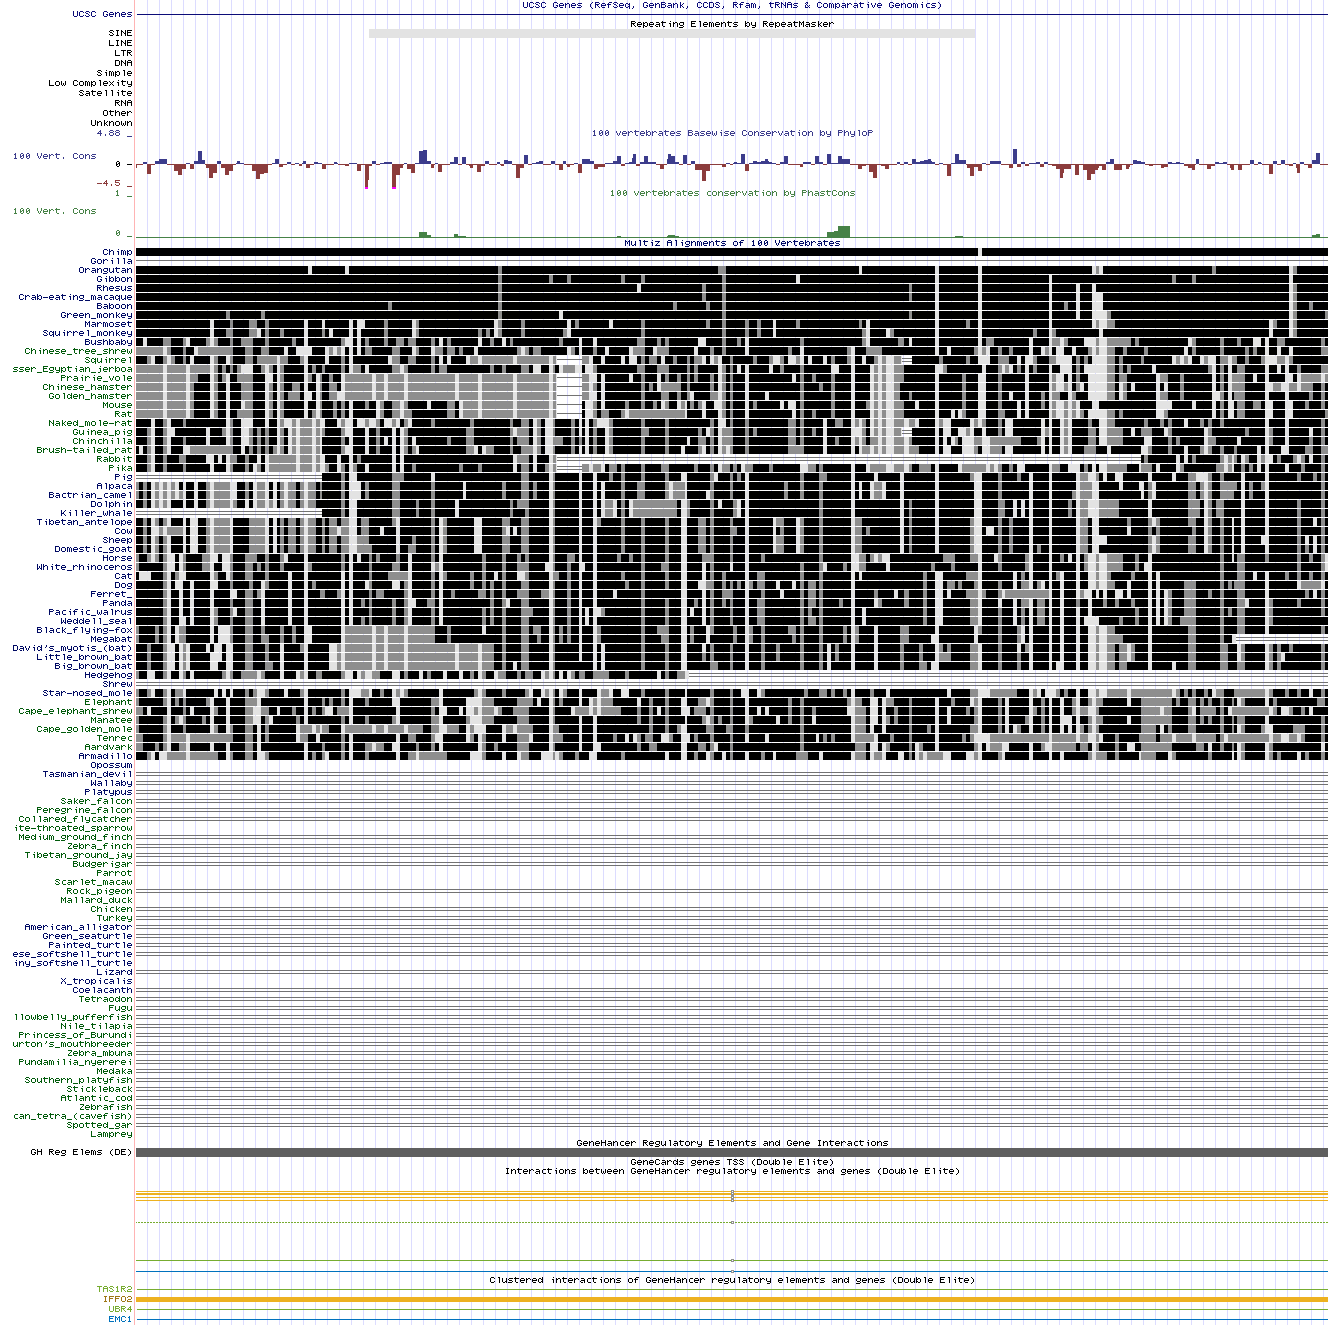 UCSC Genes (RefSeq, GenBank, CCDS, Rfam, tRNAs & Comparative Genomics)
UCSC Genes
Repeating Elements by RepeatMasker
SINE
LINE
LTR
DNA
Simple
Low Complexity
Satellite
RNA
Other
Unknown
4.88 _
100 vertebrates Basewise Conservation by PhyloP
100 Vert. Cons
0 _
-4.5 _
100 vertebrates conservation by PhastCons
1 _
100 Vert. Cons
0 _
Multiz Alignments of 100 Vertebrates
Chimp
Gorilla
Orangutan
Gibbon
Rhesus
Crab-eating_macaque
Baboon
Green_monkey
Marmoset
Squirrel_monkey
Bushbaby
Chinese_tree_shrew
Squirrel
sser_Egyptian_jerboa
Prairie_vole
Chinese_hamster
Golden_hamster
Mouse
Rat
Naked_mole-rat
Guinea_pig
Chinchilla
Brush-tailed_rat
Rabbit
Pika
Pig
Alpaca
Bactrian_camel
Dolphin
Killer_whale
Tibetan_antelope
Cow
Sheep
Domestic_goat
Horse
White_rhinoceros
Cat
Dog
Ferret_
Panda
Pacific_walrus
Weddell_seal
Black_flying-fox
Megabat
David's_myotis_(bat)
Little_brown_bat
Big_brown_bat
Hedgehog
Shrew
Star-nosed_mole
Elephant
Cape_elephant_shrew
Manatee
Cape_golden_mole
Tenrec
Aardvark
Armadillo
Opossum
Tasmanian_devil
Wallaby
Platypus
Saker_falcon
Peregrine_falcon
Collared_flycatcher
ite-throated_sparrow
Medium_ground_finch
Zebra_finch
Tibetan_ground_jay
Budgerigar
Parrot
Scarlet_macaw
Rock_pigeon
Mallard_duck
Chicken
Turkey
American_alligator
Green_seaturtle
Painted_turtle
ese_softshell_turtle
iny_softshell_turtle
Lizard
X_tropicalis
Coelacanth
Tetraodon
Fugu
llowbelly_pufferfish
Nile_tilapia
Princess_of_Burundi
urton's_mouthbreeder
Zebra_mbuna
Pundamilia_nyererei
Medaka
Southern_platyfish
Stickleback
Atlantic_cod
Zebrafish
can_tetra_(cavefish)
Spotted_gar
Lamprey
GeneHancer Regulatory Elements and Gene Interactions
GH Reg Elems (DE)
GeneCards genes TSS (Double Elite)
Interactions between GeneHancer regulatory elements and genes (Double Elite)
Clustered interactions of GeneHancer regulatory elements and genes (Double Elite)
TAS1R2
IFFO2
UBR4
EMC1